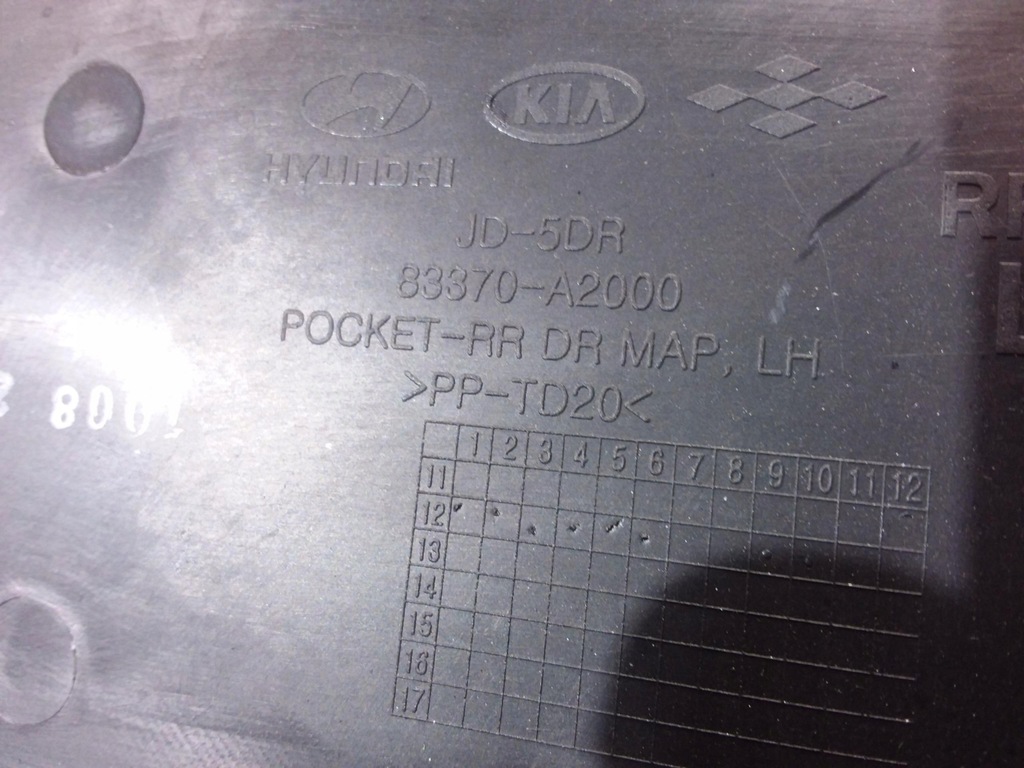 KIA
HYUNDAI
JD-5DR
83370-A2000
POCKET-RR DR MAP, LH
>PP-TD20<
8001
1 2 3 4 5 6 7 8 9 10 11 12
11
12
13
14
15
16
17